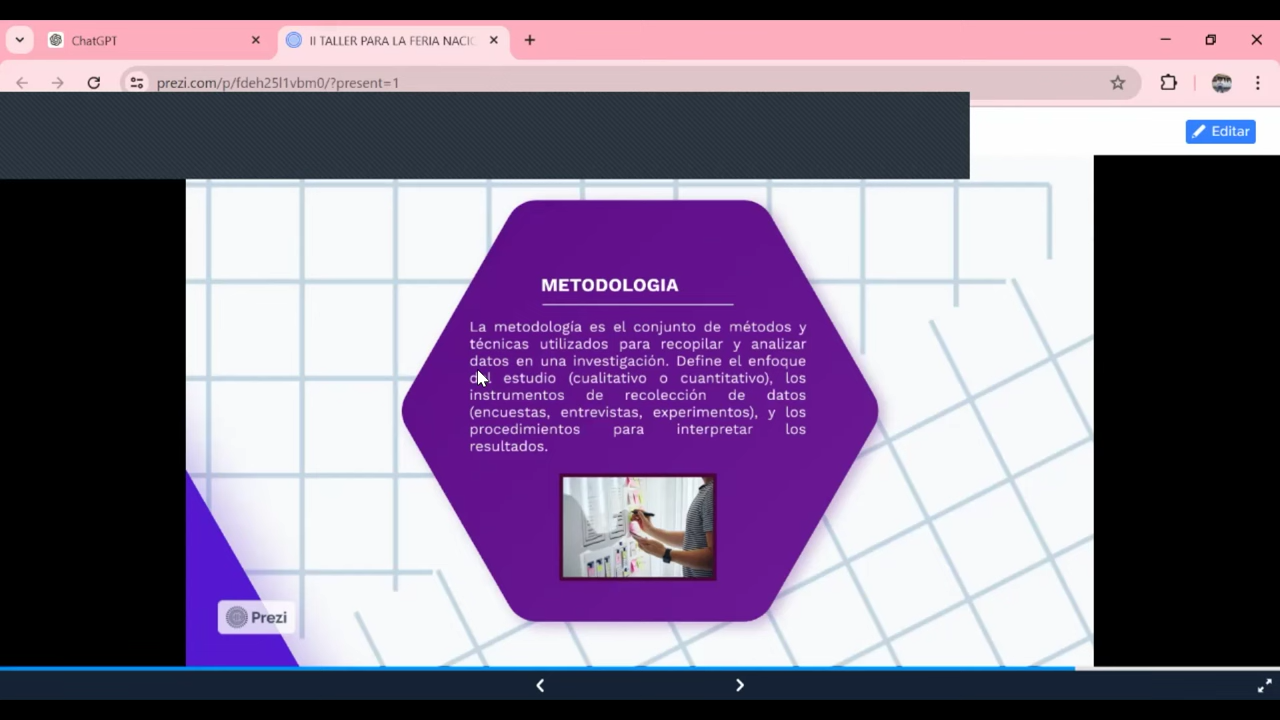 ChatGPT
II TALLER PARA LA FERIA NACIO
prezi.com/p/fdeh25l1vbm0/?present=1
Editar
METODOLOGIA
La metodología es el conjunto de métodos y
técnicas utilizados para recopilar y analizar
datos en una investigación. Define el enfoque
del estudio (cualitativo o cuantitativo), los
instrumentos de recolección de datos
(encuestas, entrevistas, experimentos), y los
procedimientos para interpretar los
resultados.
Prezi